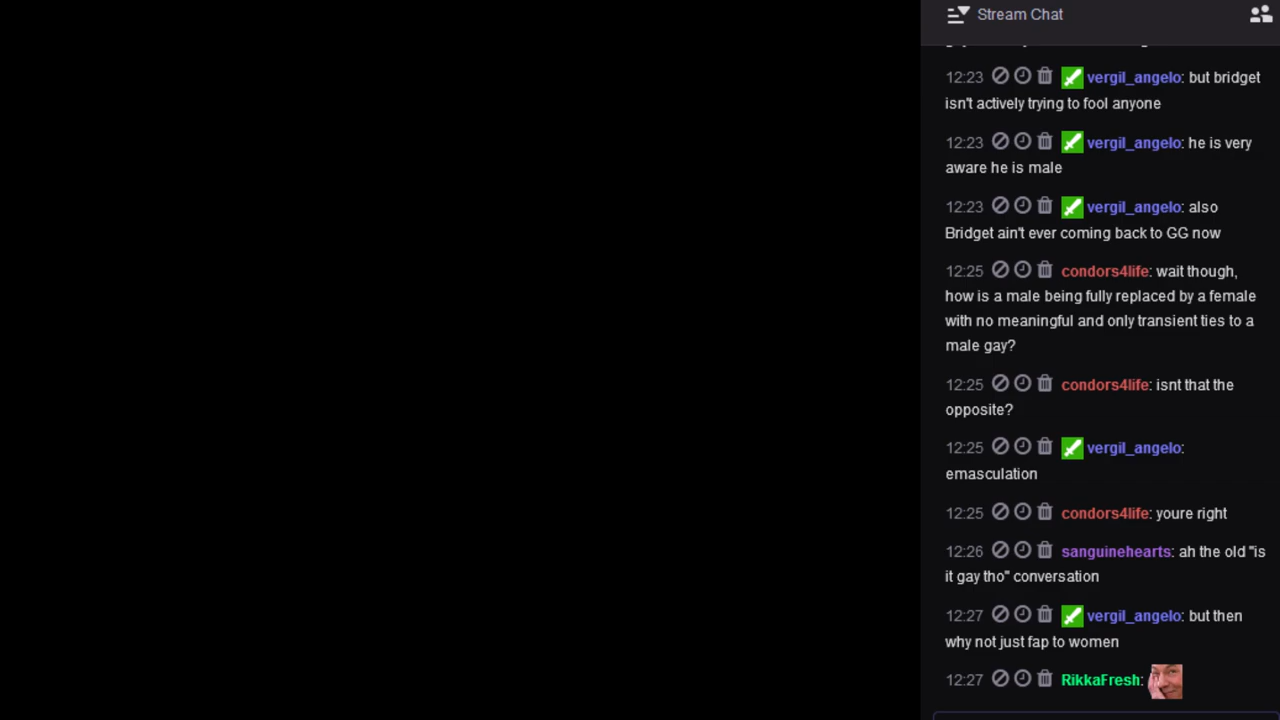 Stream Chat
12:23 vergil_angelo: but bridget
isn't actively trying to fool anyone
12:23 vergil_angelo: he is very
aware he is male
12:23 vergil_angelo: also
Bridget ain't ever coming back to GG now
12:25 condors4life: wait though,
how is a male being fully replaced by a female
with no meaningful and only transient ties to a
male gay?
12:25 condors4life: isnt that the
opposite?
12:25 vergil_angelo:
emasculation
12:25 condors4life: youre right
12:26 sanguinehearts: ah the old "is
it gay tho" conversation
12:27 vergil_angelo: but then
why not just fap to women
12:27 RikkaFresh: